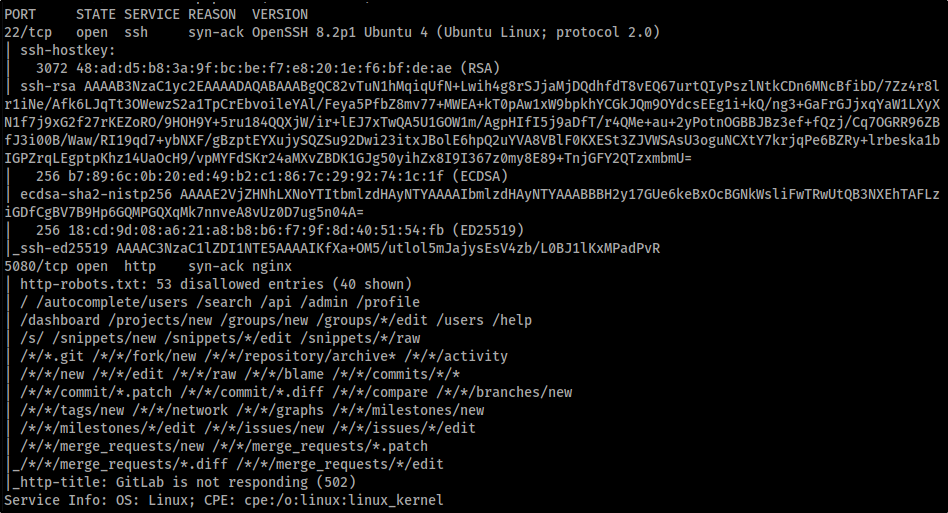 PORT     STATE SERVICE REASON  VERSION
22/tcp   open  ssh     syn-ack OpenSSH 8.2p1 Ubuntu 4 (Ubuntu Linux; protocol 2.0)
| ssh-hostkey:
|   3072 48:ad:d5:b8:3a:9f:bc:be:f7:e8:20:1e:f6:bf:de:ae (RSA)
| ssh-rsa AAAAB3NzaC1yc2EAAAADAQABAAABgQC82vTuN1hMqiqUfN+Lwih4g8rSJjaMjDQdhfdT8vEQ67urtQIyPszlNtkCDn6MNcBfibD/7Zz4r8l
r1iNe/Afk6LJqTt3OWewzS2a1TpCrEbvoileYAl/Feya5PfbZ8mv77+MWEA+kT0pAw1xW9bpkhYCGkJQm9OYdcsEEg1i+kQ/ng3+GaFrGJjxqYaW1LXyX
N1f7j9xG2f27rKEZoRO/9HOH9Y+5ru184QQXjW/ir+lEJ7xTwQA5U1GOW1m/AgpHIfI5j9aDfT/r4QMe+au+2yPotnOGBBJBz3ef+fQzj/Cq7OGRR96ZB
fJ3i00B/Waw/RI19qd7+ybNXF/gBzptEYXujySQZSu92Dwi23itxJBolE6hpQ2uYVA8VBlF0KXESt3ZJVWSAsU3oguNCXtY7krjqPe6BZRy+lrbeska1b
IGPZrqLEgptpKhz14UaOcH9/vpMYFdSKr24aMXvZBDK1GJg50yihZx8I9I367z0my8E89+TnjGFY2QTzxmbmU=
|   256 b7:89:6c:0b:20:ed:49:b2:c1:86:7c:29:92:74:1c:1f (ECDSA)
| ecdsa-sha2-nistp256 AAAAE2VjZHNhLXNoYTItbmlzdHAyNTYAAAAIbmlzdHAyNTYAAABBBH2y17GUe6keBxOcBGNkWsliFwTRwUtQB3NXEhTAFLz
iGDfCgBV7B9Hp6GQMPGQXqMk7nnveA8vUz0D7ug5n04A=
|   256 18:cd:9d:08:a6:21:a8:b8:b6:f7:9f:8d:40:51:54:fb (ED25519)
|_ssh-ed25519 AAAAC3NzaC1lZDI1NTE5AAAAIKfXa+OM5/utlol5mJajysEsV4zb/L0BJ1lKxMPadPvR
5080/tcp open  http    syn-ack nginx
| http-robots.txt: 53 disallowed entries (40 shown)
| / /autocomplete/users /search /api /admin /profile
| /dashboard /projects/new /groups/new /groups/*/edit /users /help
| /s/ /snippets/new /snippets/*/edit /snippets/*/raw
| /*/*.git /*/*/fork/new /*/*/repository/archive* /*/*/activity
| /*/*/new /*/*/edit /*/*/raw /*/*/blame /*/*/commits/*/*
| /*/*/commit/*.patch /*/*/commit/*.diff /*/*/compare /*/*/branches/new
| /*/*/tags/new /*/*/network /*/*/graphs /*/*/milestones/new
| /*/*/milestones/*/edit /*/*/issues/new /*/*/issues/*/edit
| /*/*/merge_requests/new /*/*/merge_requests/*.patch
|_/*/*/merge_requests/*.diff /*/*/merge_requests/*/edit
|_http-title: GitLab is not responding (502)
Service Info: OS: Linux; CPE: cpe:/o:linux:linux_kernel